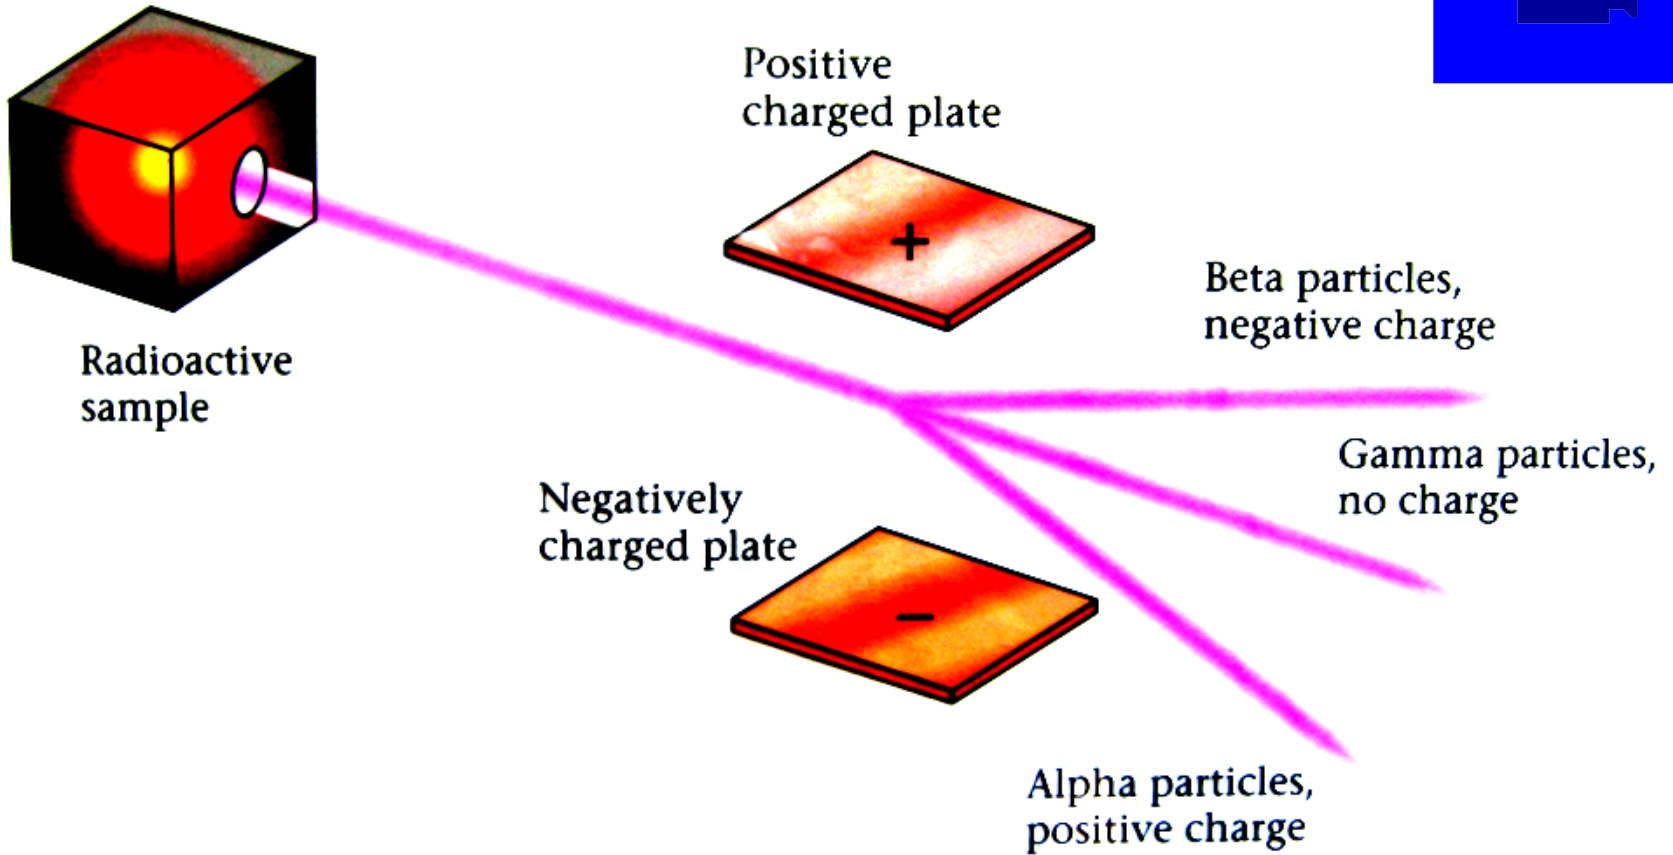 Positive
charged plate
+
Beta particles,
negative charge
Radioactive
sample
Gamma particles,
no charge
Negatively
charged plate
−
Alpha particles,
positive charge